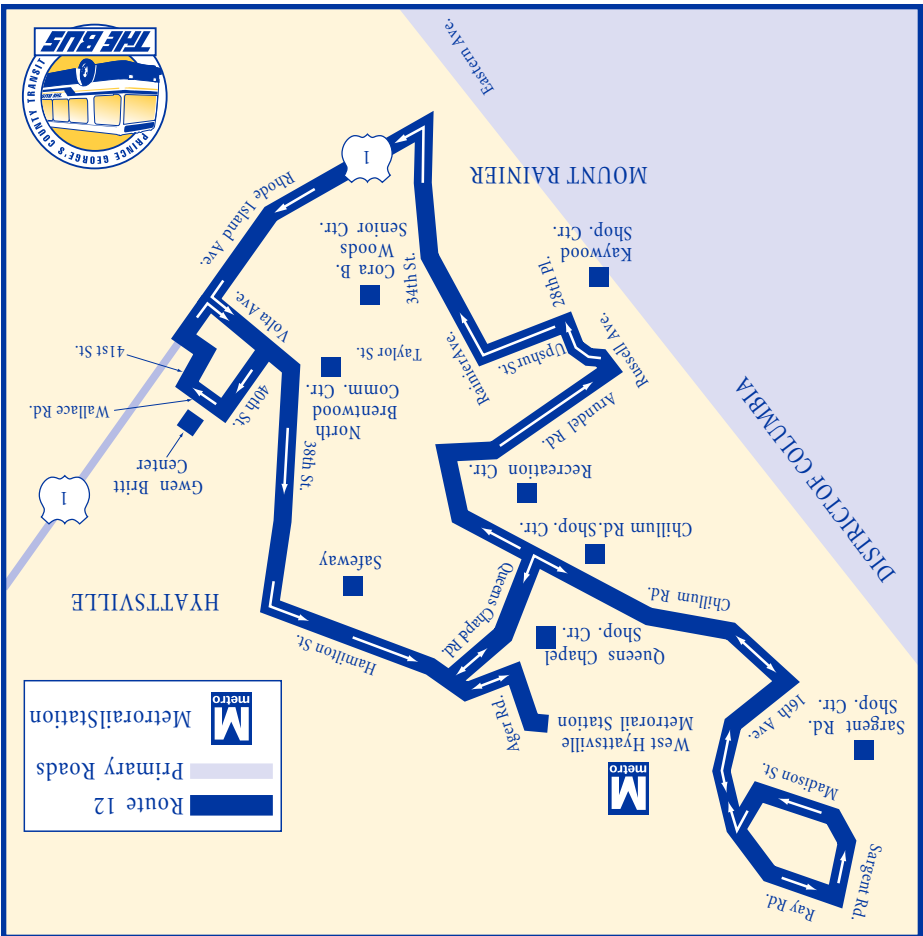 Ray Rd.
Sargent Rd.
Madison St.
Sargent Rd.
Shop. Ctr.
16th Ave.
metro
West Hyattsville
Metrorail Station
Ager Rd.
Route 12
Primary Roads
metro
MetrorailStation
Queens Chapel
Shop. Ctr.
Hamilton St.
Queens Chapel Rd.
HYATTSVILLE
Chillum Rd.
Safeway
DISTRICT OF COLUMBIA
Chillum Rd.Shop. Ctr.
1
Recreation Ctr.
38th St.
Gwen Britt
Center
North
Brentwood
Comm. Ctr.
Arundel Rd.
40th St.
Wallace Rd.
Russell Ave.
Upshur St.
RainierAve.
Taylor St.
41st St.
28th Pl.
Volta Ave.
Kaywood
Shop. Ctr.
34th St.
Cora B.
Woods
Senior Ctr.
Rhode Island Ave.
MOUNT RAINIER
1
Eastern Ave.
PRINCE GEORGE'S COUNTY TRANSIT
THE BUS
THE BUS